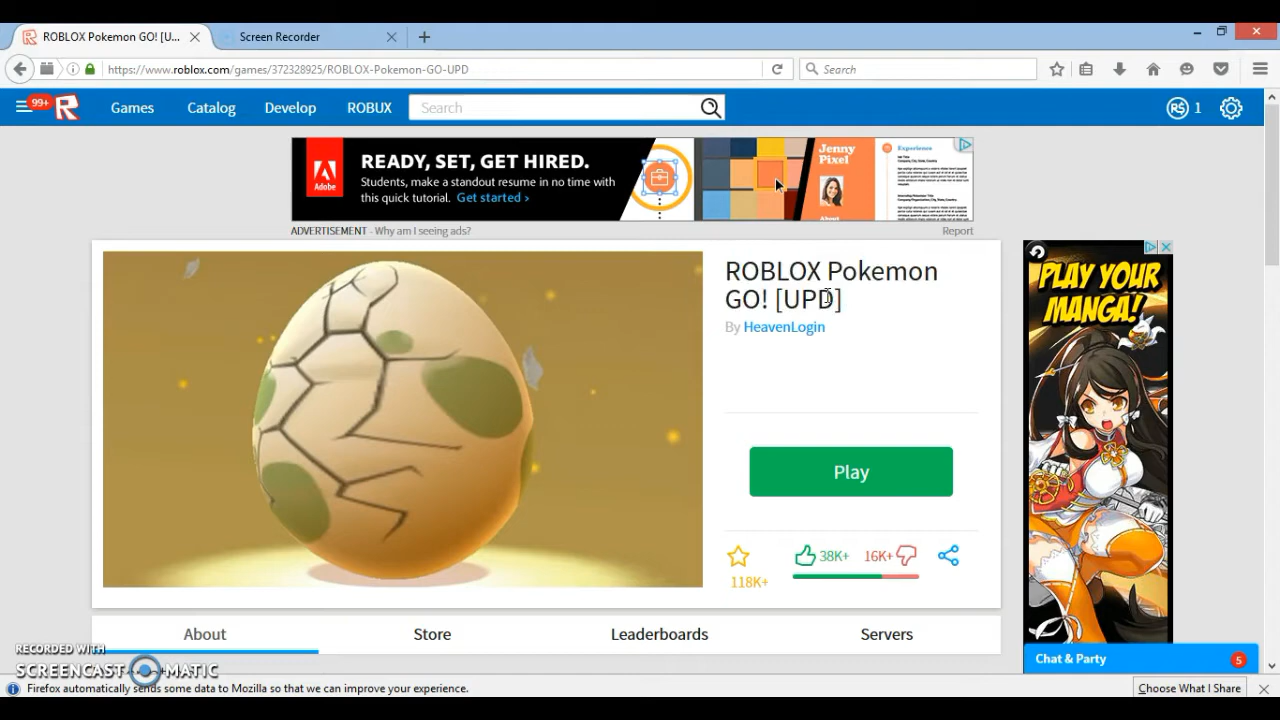 ROBLOX Pokemon GO! [U...
Screen Recorder
https://www.roblox.com/games/372328925/ROBLOX-Pokemon-GO-UPD
Search
99+
Games
Catalog
Develop
ROBUX
Search
R$ 1
Adobe
READY, SET, GET HIRED.
Students, make a standout resume in no time with
this quick tutorial. Get started ›
Jenny
Pixel
About
Experience
ADVERTISEMENT - Why am I seeing ads?
Report
ROBLOX Pokemon
GO! [UPD]
By HeavenLogin
Play
118K+
38K+
16K+
PLAY YOUR
MANGA!
About
Store
Leaderboards
Servers
RECORDED WITH
SCREENCAST-O-MATIC
Chat & Party
5
Firefox automatically sends some data to Mozilla so that we can improve your experience.
Choose What I Share